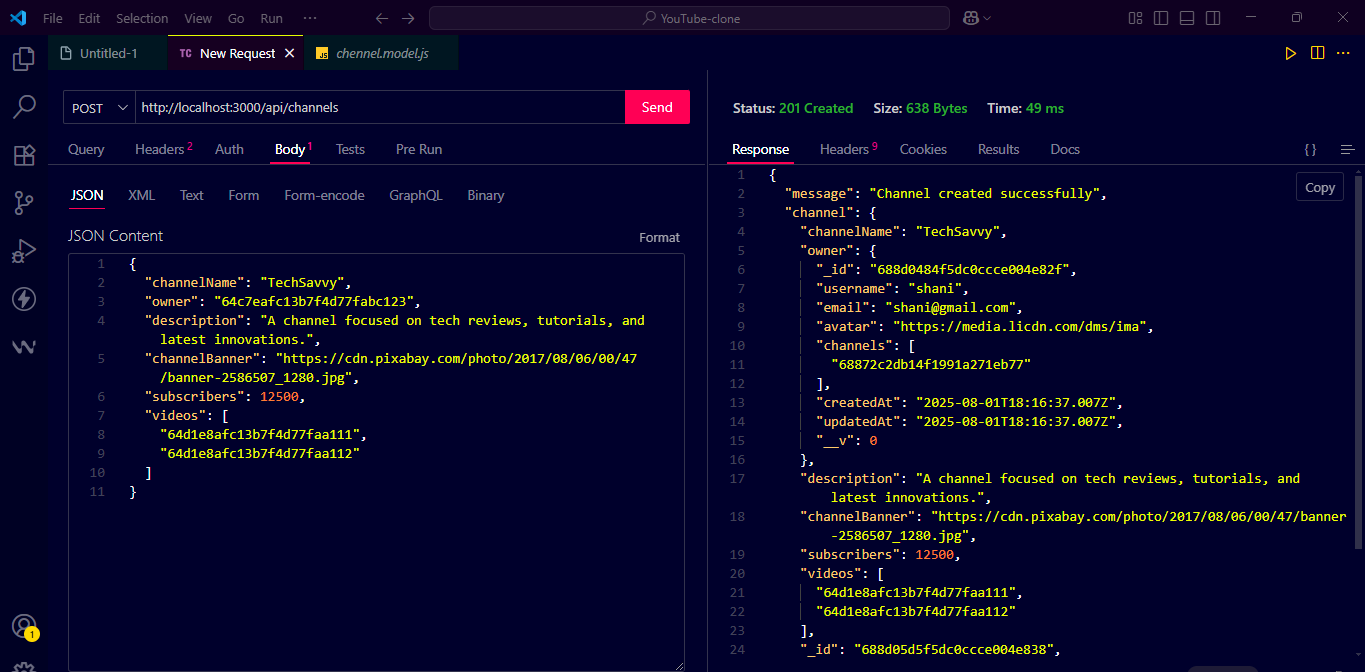 File Edit Selection View Go Run ··· YouTube-clone
Untitled-1 TC New Request JS chennel.model.js
POST http://localhost:3000/api/channels Send
Query Headers 2 Auth Body 1 Tests Pre Run
JSON XML Text Form Form-encode GraphQL Binary
JSON Content Format
1 {
2 "channelName": "TechSavvy",
3 "owner": "64c7eafc13b7f4d77fabc123",
4 "description": "A channel focused on tech reviews, tutorials, and
latest innovations.",
5 "channelBanner": "https://cdn.pixabay.com/photo/2017/08/06/00/47
/banner-2586507_1280.jpg",
6 "subscribers": 12500,
7 "videos": [
8 "64d1e8afc13b7f4d77faa111",
9 "64d1e8afc13b7f4d77faa112"
10 ]
11 }
Status: 201 Created Size: 638 Bytes Time: 49 ms
Response Headers 9 Cookies Results Docs { }
Copy
1 {
2 "message": "Channel created successfully",
3 "channel": {
4 "channelName": "TechSavvy",
5 "owner": {
6 "_id": "688d0484f5dc0ccce004e82f",
7 "username": "shani",
8 "email": "shani@gmail.com",
9 "avatar": "https://media.licdn.com/dms/ima",
10 "channels": [
11 "68872c2db14f1991a271eb77"
12 ],
13 "createdAt": "2025-08-01T18:16:37.007Z",
14 "updatedAt": "2025-08-01T18:16:37.007Z",
15 "__v": 0
16 },
17 "description": "A channel focused on tech reviews, tutorials, and
latest innovations.",
18 "channelBanner": "https://cdn.pixabay.com/photo/2017/08/06/00/47/banner
-2586507_1280.jpg",
19 "subscribers": 12500,
20 "videos": [
21 "64d1e8afc13b7f4d77faa111",
22 "64d1e8afc13b7f4d77faa112"
23 ],
24 "_id": "688d05d5f5dc0ccce004e838",
1